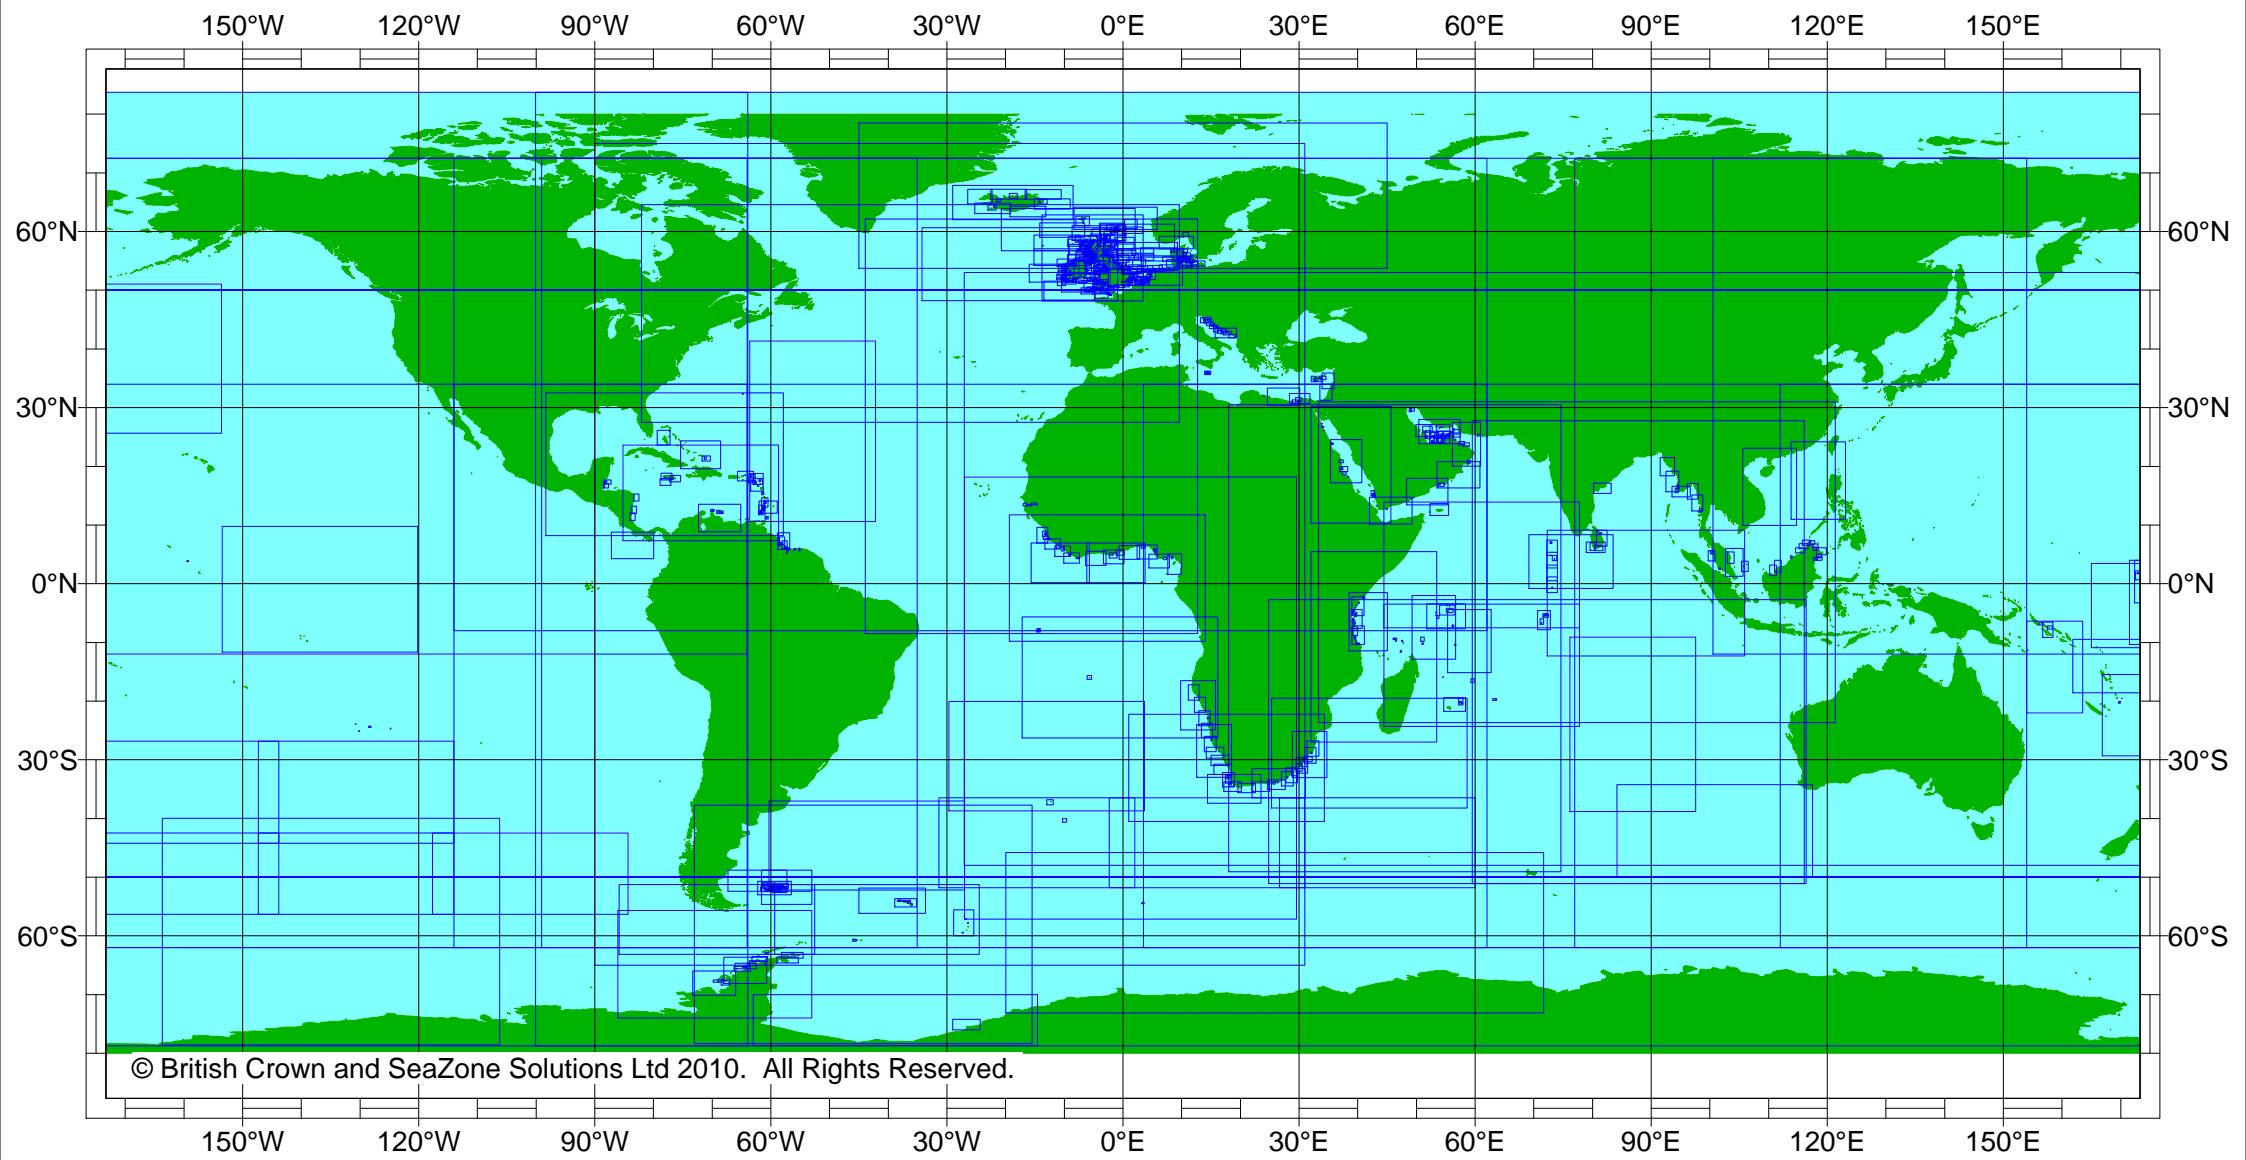 150°W 120°W 90°W 60°W 30°W 0°E 30°E 60°E 90°E 120°E 150°E
60°N 60°N
30°N 30°N
0°N 0°N
30°S 30°S
60°S 60°S
© British Crown and SeaZone Solutions Ltd 2010.  All Rights Reserved.
150°W 120°W 90°W 60°W 30°W 0°E 30°E 60°E 90°E 120°E 150°E